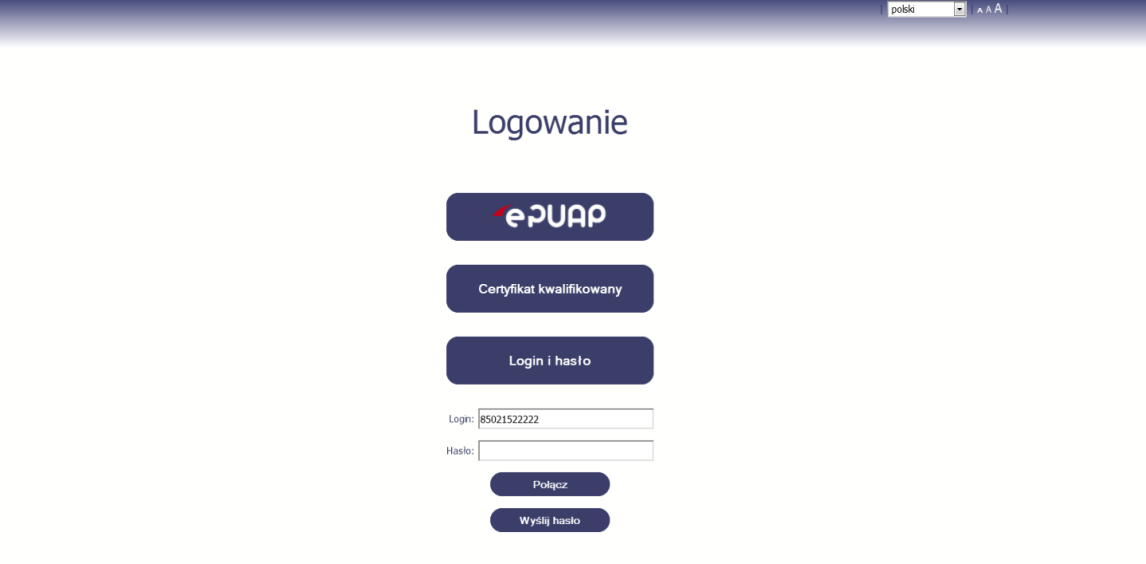 polski
A A A
Logowanie
ePUAP
Certyfikat kwalifikowany
Login i hasło
Login: 85021522222
Hasło:
Połącz
Wyślij hasło